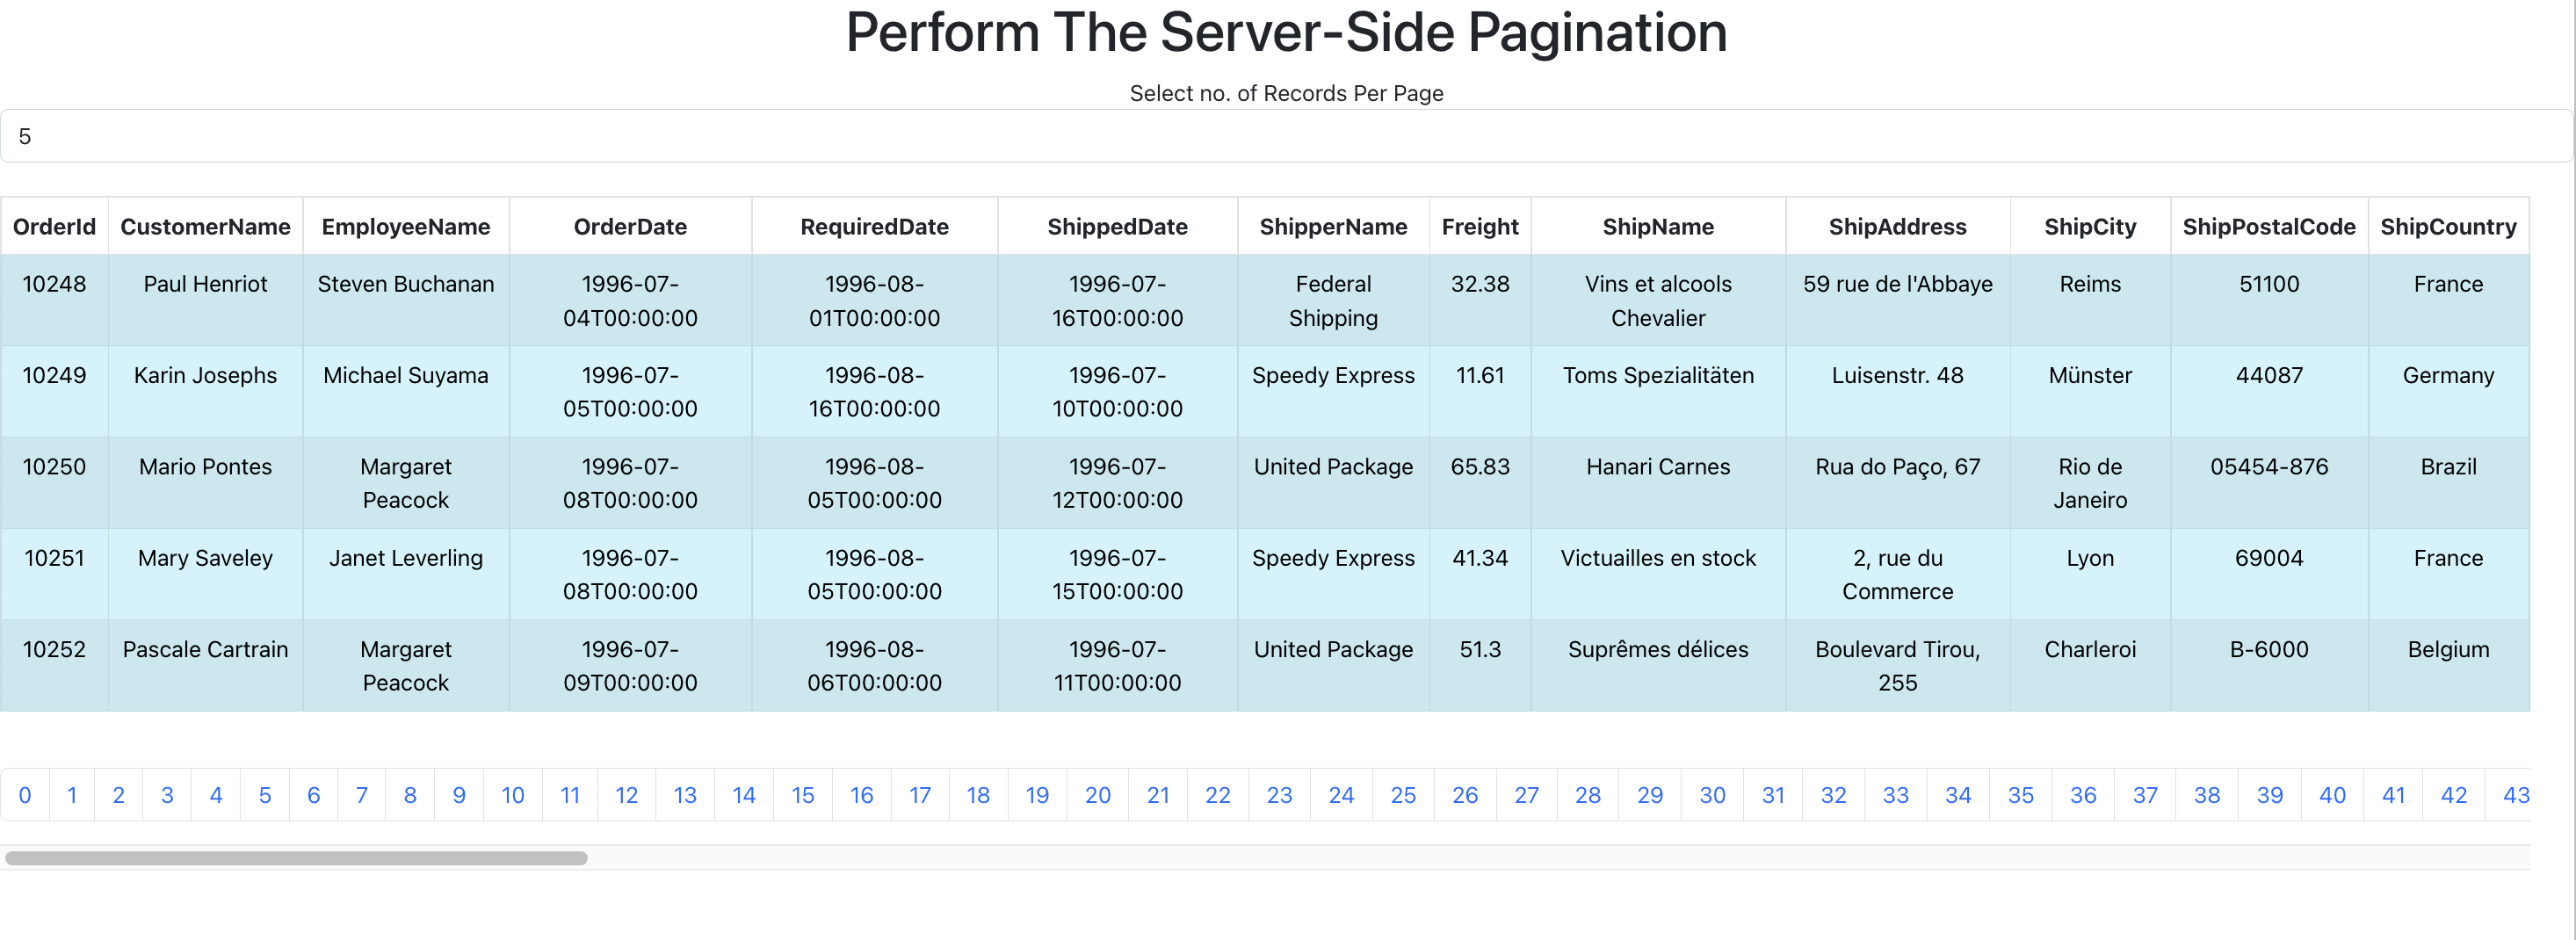 Perform The Server-Side Pagination
Select no. of Records Per Page
5
OrderId CustomerName EmployeeName OrderDate RequiredDate ShippedDate ShipperName Freight ShipName ShipAddress ShipCity ShipPostalCode ShipCountry
10248 Paul Henriot Steven Buchanan 1996-07- 1996-08- 1996-07- Federal 32.38 Vins et alcools 59 rue de l'Abbaye Reims 51100 France
04T00:00:00 01T00:00:00 16T00:00:00 Shipping Chevalier
10249 Karin Josephs Michael Suyama 1996-07- 1996-08- 1996-07- Speedy Express 11.61 Toms Spezialitäten Luisenstr. 48 Münster 44087 Germany
05T00:00:00 16T00:00:00 10T00:00:00
10250 Mario Pontes Margaret 1996-07- 1996-08- 1996-07- United Package 65.83 Hanari Carnes Rua do Paço, 67 Rio de 05454-876 Brazil
Peacock 08T00:00:00 05T00:00:00 12T00:00:00 Janeiro
10251 Mary Saveley Janet Leverling 1996-07- 1996-08- 1996-07- Speedy Express 41.34 Victuailles en stock 2, rue du Lyon 69004 France
08T00:00:00 05T00:00:00 15T00:00:00 Commerce
10252 Pascale Cartrain Margaret 1996-07- 1996-08- 1996-07- United Package 51.3 Suprêmes délices Boulevard Tirou, Charleroi B-6000 Belgium
Peacock 09T00:00:00 06T00:00:00 11T00:00:00 255
0 1 2 3 4 5 6 7 8 9 10 11 12 13 14 15 16 17 18 19 20 21 22 23 24 25 26 27 28 29 30 31 32 33 34 35 36 37 38 39 40 41 42 43